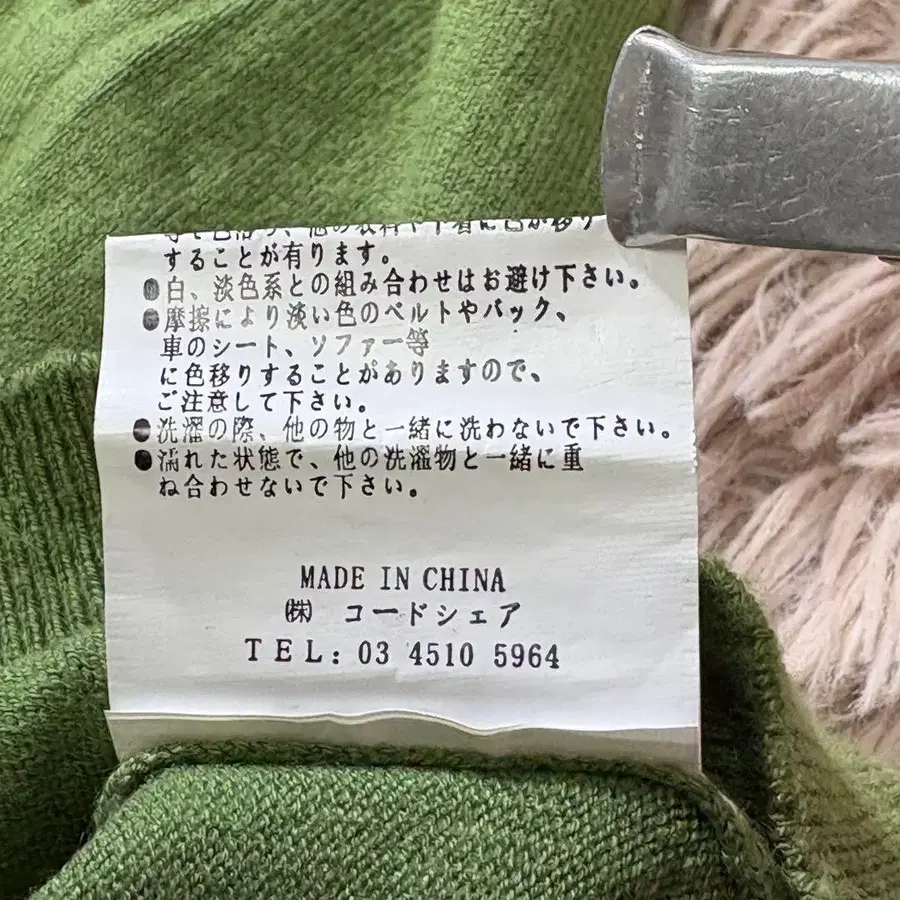 することが有ります。
●白、淡色系との組み合わせはお避け下さい。
●摩擦により淡い色のベルトやバック、
車のシート、ソファー等
に色移りすることがありますので、
ご注意して下さい。
●洗濯の際、他の物と一緒に洗わないで下さい。
●濡れた状態で、他の洗濯物と一緒に重
ね合わせないで下さい。
MADE IN CHINA
㈱ コードシェア
TEL: 03 4510 5964